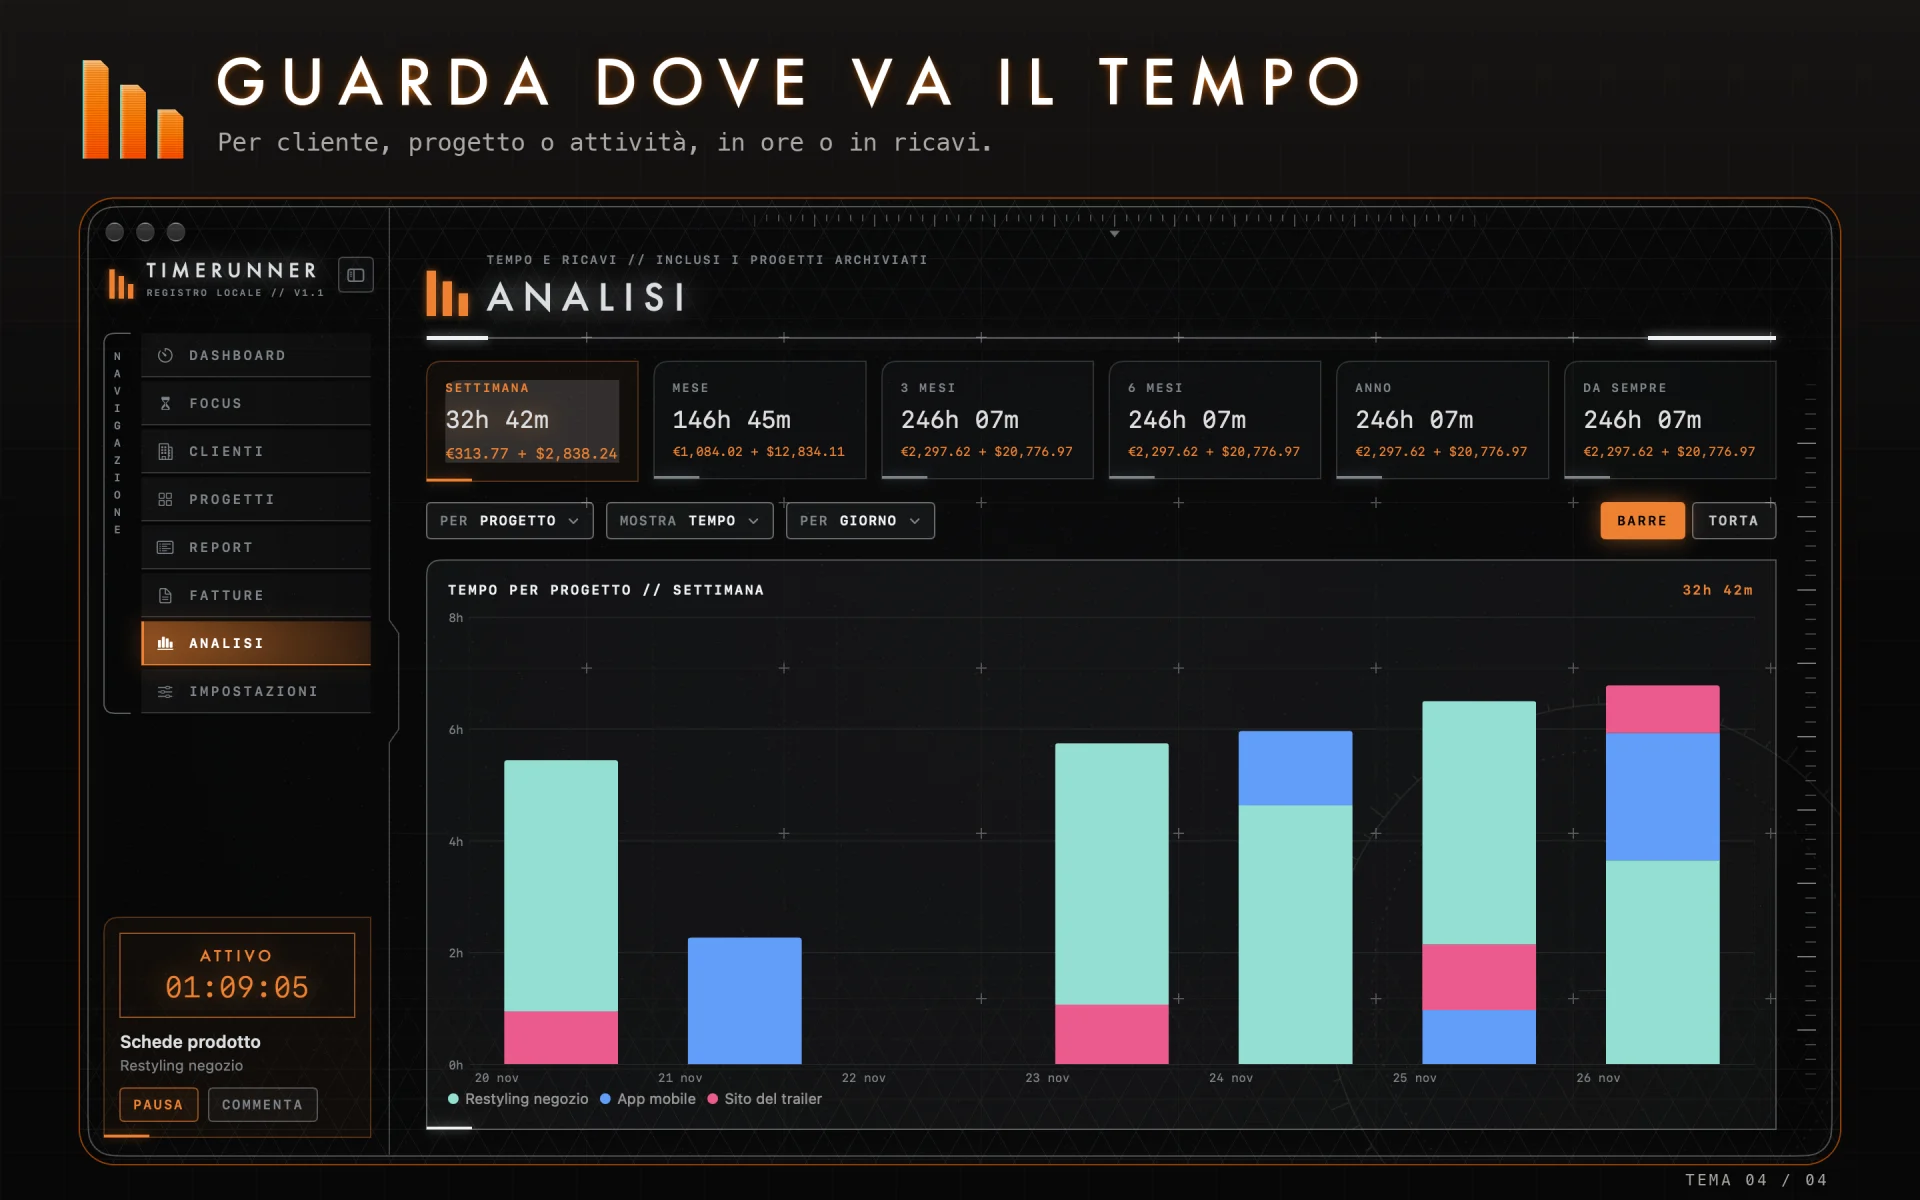 GUARDA DOVE VA IL TEMPO
Per cliente, progetto o attività, in ore o in ricavi.
TIMERUNNER
REGISTRO LOCALE // V1.1
NAVIGAZIONE
DASHBOARD
FOCUS
CLIENTI
PROGETTI
REPORT
FATTURE
ANALISI
IMPOSTAZIONI
ATTIVO
01:09:05
Schede prodotto
Restyling negozio
PAUSA COMMENTA
TEMPO E RICAVI // INCLUSI I PROGETTI ARCHIVIATI
ANALISI
SETTIMANA
32h 42m
€313.77 + $2,838.24
MESE
146h 45m
€1,084.02 + $12,834.11
3 MESI
246h 07m
€2,297.62 + $20,776.97
6 MESI
246h 07m
€2,297.62 + $20,776.97
ANNO
246h 07m
€2,297.62 + $20,776.97
DA SEMPRE
246h 07m
€2,297.62 + $20,776.97
PER PROGETTO MOSTRA TEMPO PER GIORNO BARRE TORTA
TEMPO PER PROGETTO // SETTIMANA 32h 42m
8h
6h
4h
2h
0h
20 nov 21 nov 22 nov 23 nov 24 nov 25 nov 26 nov
Restyling negozio App mobile Sito del trailer
TEMA 04 / 04